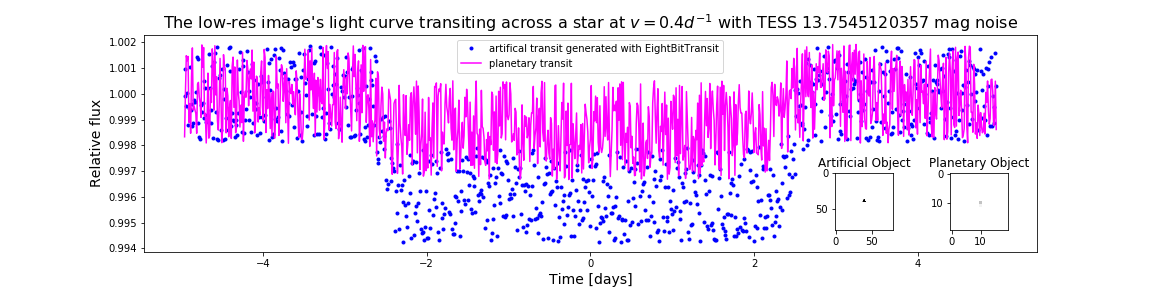 The low-res image's light curve transiting across a star at v = 0.4d⁻¹ with TESS 13.7545120357 mag noise
artifical transit generated with EightBitTransit
planetary transit
Relative flux
1.002
1.001
1.000
0.999
0.998
0.997
0.996
0.995
0.994
Artificial Object
0
50
0 50
Planetary Object
0
10
0 10
−4 −2 0 2 4
Time [days]